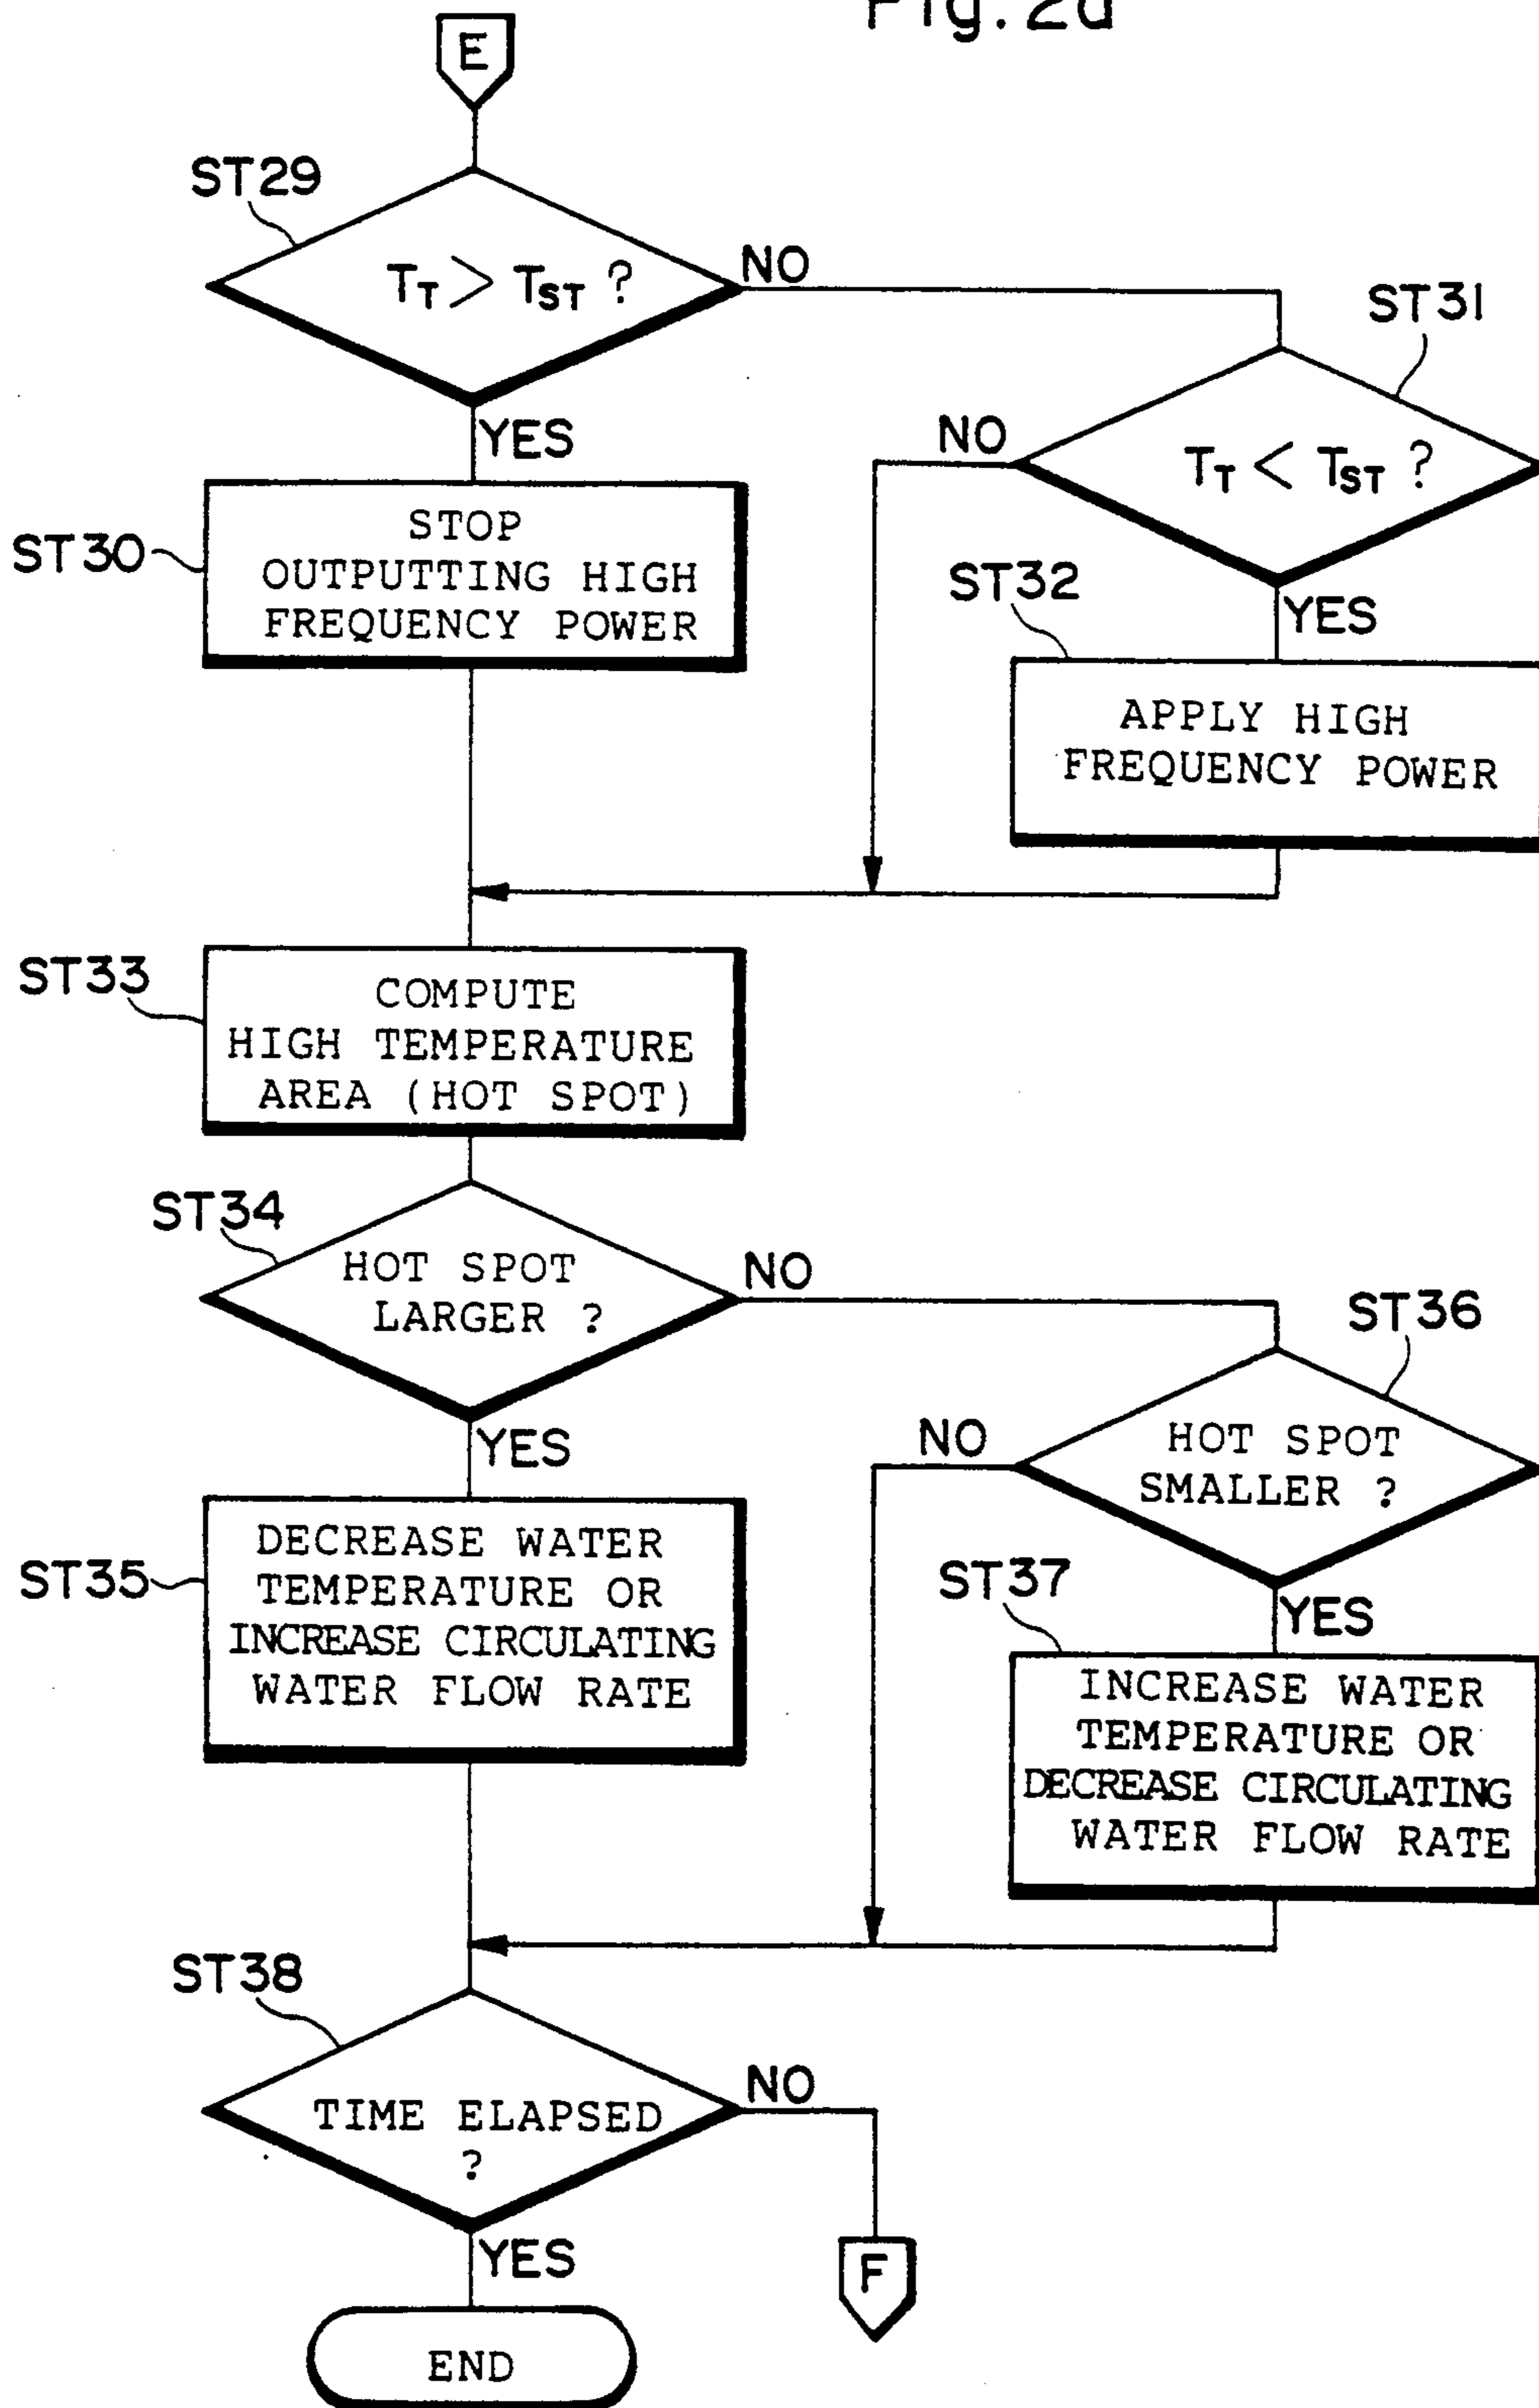 Fig. 2d
E
ST29
TT > TST ?
NO
YES
ST31
TT < TST ?
NO
YES
ST30
STOP
OUTPUTTING HIGH
FREQUENCY POWER
ST32
APPLY HIGH
FREQUENCY POWER
ST33
COMPUTE
HIGH TEMPERATURE
AREA (HOT SPOT)
ST34
HOT SPOT
LARGER ?
NO
YES
ST36
HOT SPOT
SMALLER ?
NO
YES
ST35
DECREASE WATER
TEMPERATURE OR
INCREASE CIRCULATING
WATER FLOW RATE
ST37
INCREASE WATER
TEMPERATURE OR
DECREASE CIRCULATING
WATER FLOW RATE
ST38
TIME ELAPSED
?
NO
YES
F
END